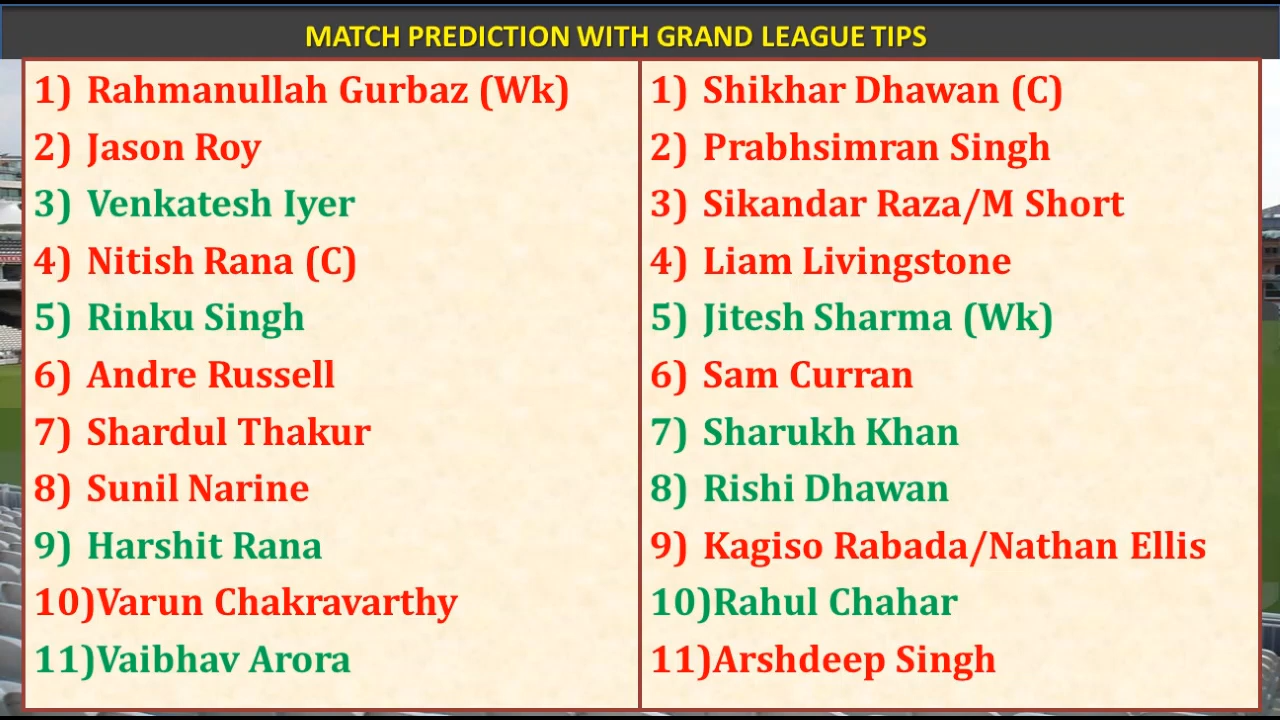 MATCH PREDICTION WITH GRAND LEAGUE TIPS
1) Rahmanullah Gurbaz (Wk)
2) Jason Roy
3) Venkatesh Iyer
4) Nitish Rana (C)
5) Rinku Singh
6) Andre Russell
7) Shardul Thakur
8) Sunil Narine
9) Harshit Rana
10)Varun Chakravarthy
11)Vaibhav Arora
1) Shikhar Dhawan (C)
2) Prabhsimran Singh
3) Sikandar Raza/M Short
4) Liam Livingstone
5) Jitesh Sharma (Wk)
6) Sam Curran
7) Sharukh Khan
8) Rishi Dhawan
9) Kagiso Rabada/Nathan Ellis
10)Rahul Chahar
11)Arshdeep Singh